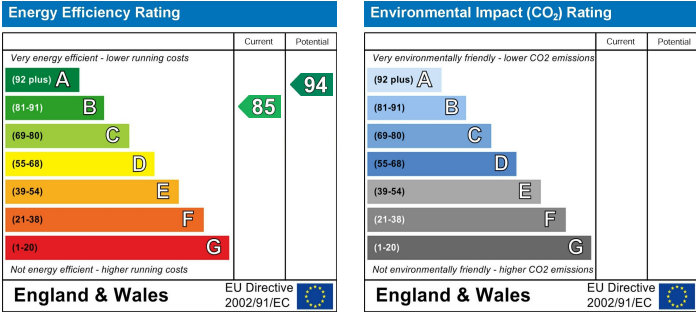 Energy Efficiency Rating
Current Potential
Very energy efficient - lower running costs
(92 plus) A
94
(81-91) B
85
(69-80) C
(55-68) D
(39-54) E
(21-38) F
(1-20) G
Not energy efficient - higher running costs
England & Wales
EU Directive
2002/91/EC
Environmental Impact (CO₂) Rating
Current Potential
Very environmentally friendly - lower CO2 emissions
(92 plus) A
(81-91) B
(69-80) C
(55-68) D
(39-54) E
(21-38) F
(1-20) G
Not environmentally friendly - higher CO2 emissions
England & Wales
EU Directive
2002/91/EC